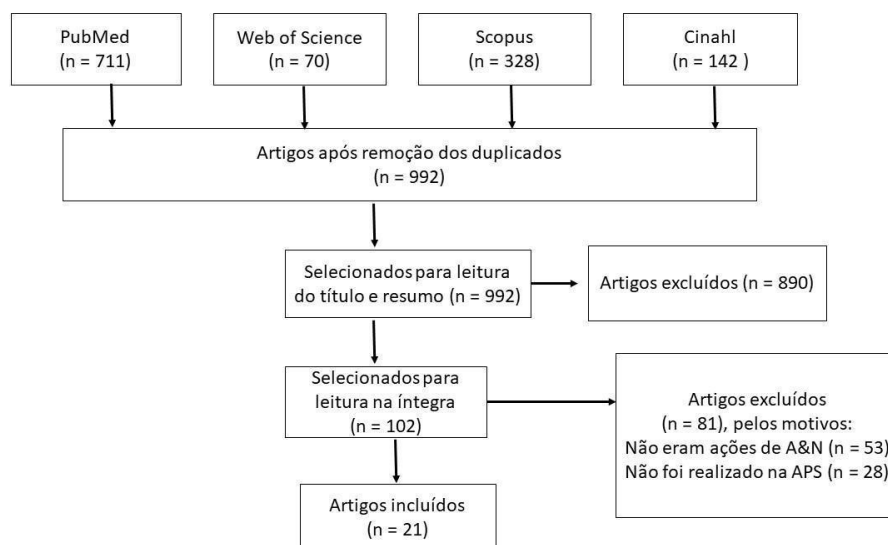 PubMed
(n = 711)
Web of Science
(n = 70)
Scopus
(n = 328)
Cinahl
(n = 142 )
Artigos após remoção dos duplicados
(n = 992)
Selecionados para leitura
do título e resumo (n = 992)
Artigos excluídos (n = 890)
Selecionados para
leitura na íntegra
(n = 102)
Artigos excluídos
(n = 81), pelos motivos:
Não eram ações de A&N (n = 53)
Não foi realizado na APS (n = 28)
Artigos incluídos
(n = 21)